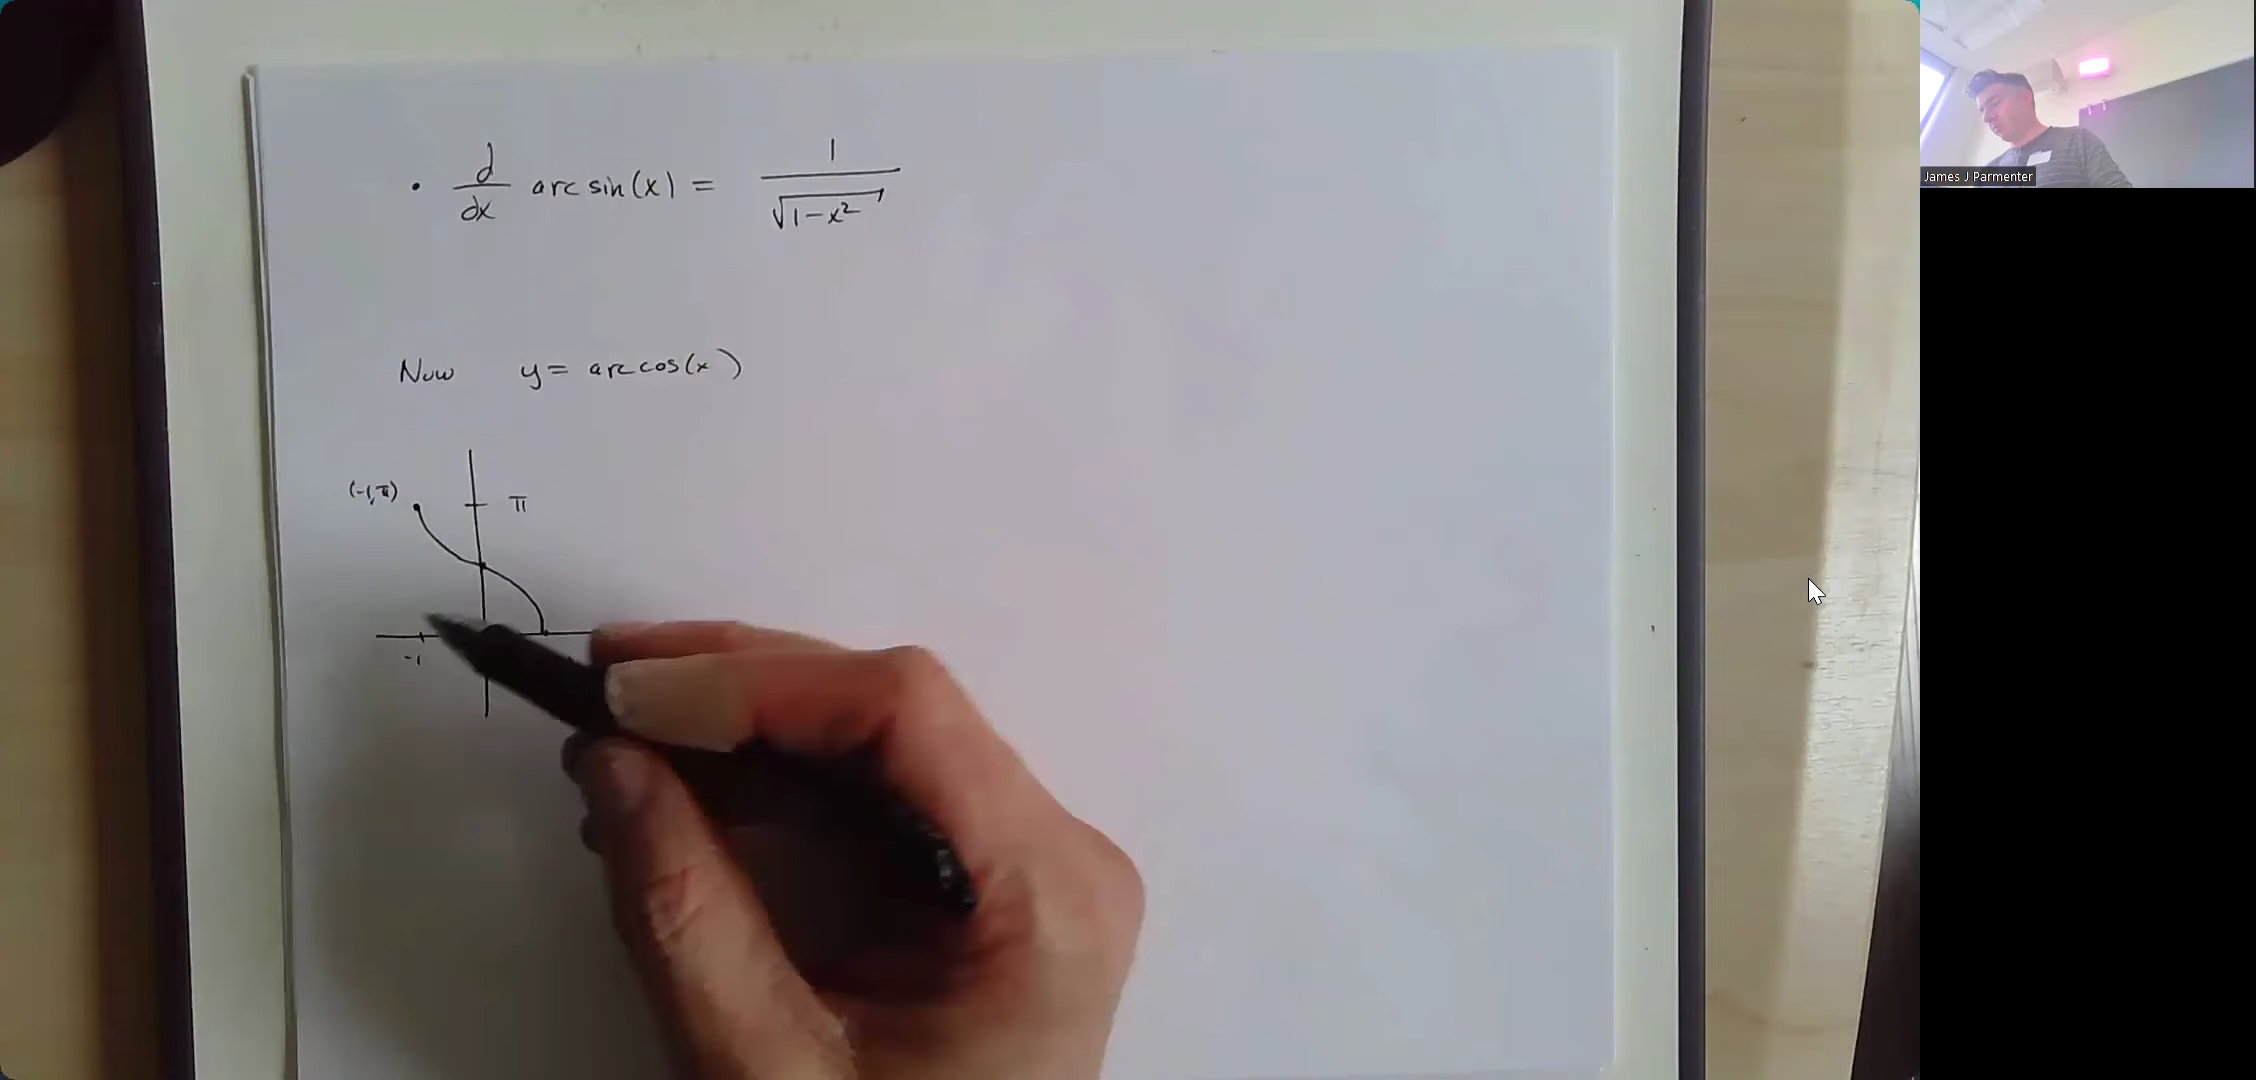 • d/dx arcsin(x) = 1/√(1-x²)
Now y = arccos(x)
(-1,π)
π
-1
James J Parmenter